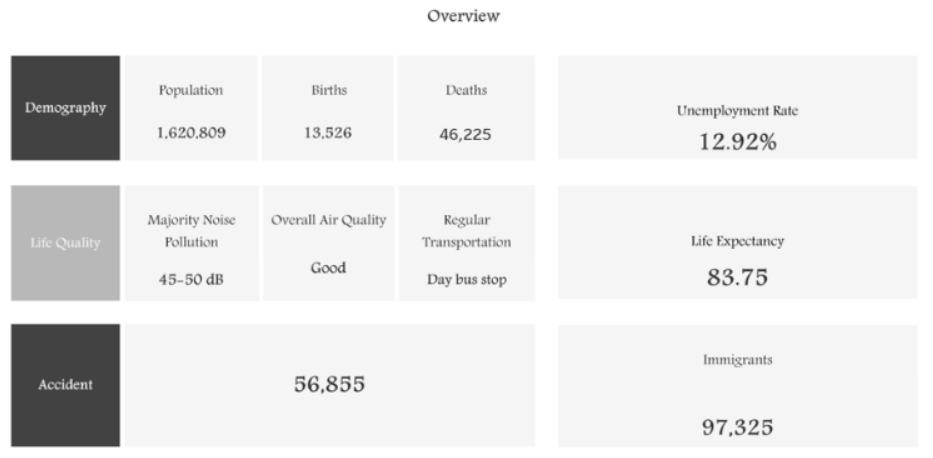 Overview
Demography
Population
1,620,809
Births
13,526
Deaths
46,225
Unemployment Rate
12.92%
Life Quality
Majority Noise
Pollution
45-50 dB
Overall Air Quality
Good
Regular
Transportation
Day bus stop
Life Expectancy
83.75
Accident
56,855
Immigrants
97,325